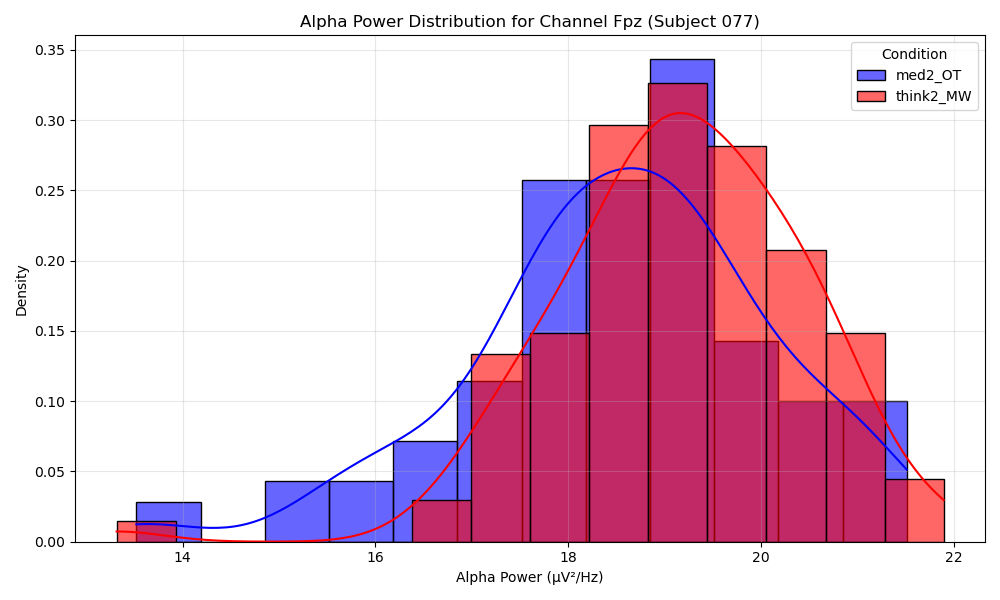 Alpha Power Distribution for Channel Fpz (Subject 077)
Condition
med2_OT
think2_MW
0.35
0.30
0.25
0.20
0.15
0.10
0.05
0.00
Density
14 16 18 20 22
Alpha Power (μV²/Hz)